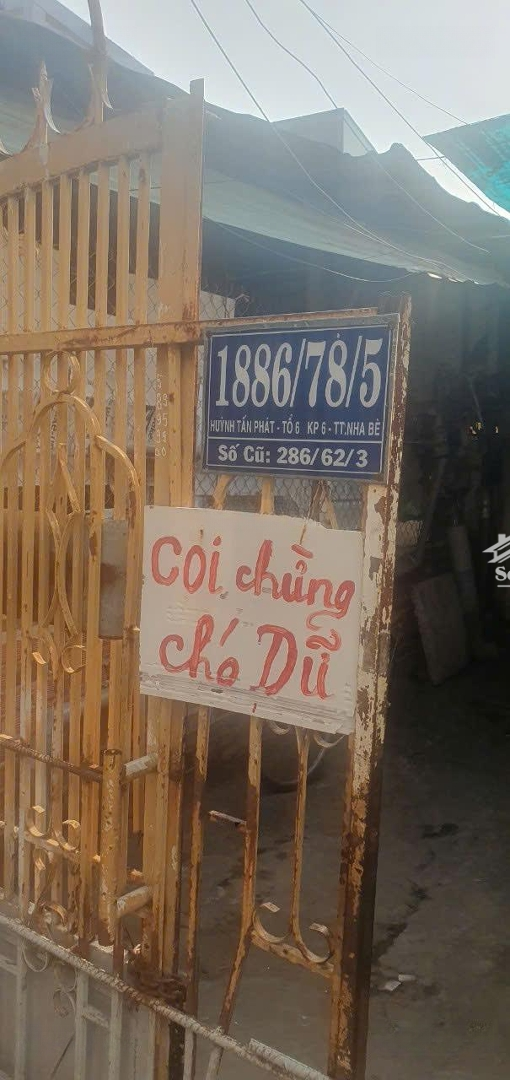 1886/78/5
HUỲNH TẤN PHÁT - TỔ 6 KP 6 - TT.NHA BÈ
Số Cũ: 286/62/3
Coi chừng
chó Dữ